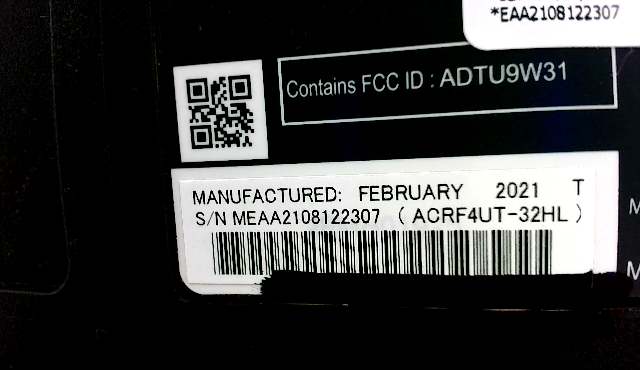 *EAA2108122307
Contains FCC ID : ADTU9W31
MANUFACTURED: FEBRUARY 2021 T
S/N MEAA2108122307 ( ACRF4UT-32HL )
M
M